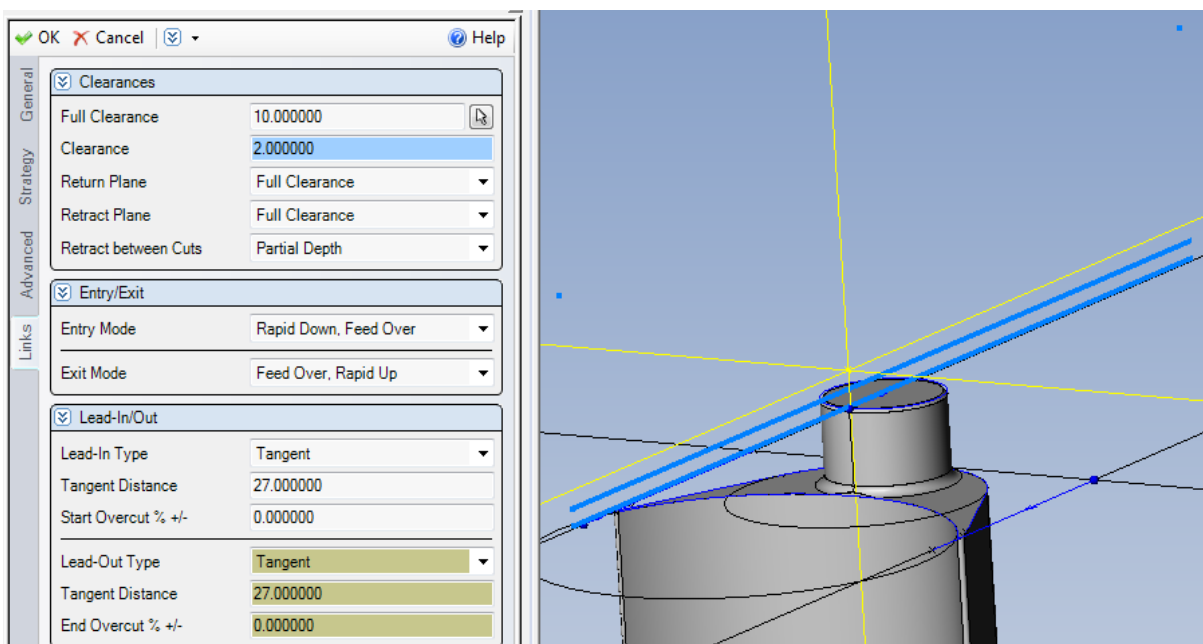 OK Cancel Help
General
Strategy
Advanced
Links
Clearances
Full Clearance 10.000000
Clearance 2.000000
Return Plane Full Clearance
Retract Plane Full Clearance
Retract between Cuts Partial Depth
Entry/Exit
Entry Mode Rapid Down, Feed Over
Exit Mode Feed Over, Rapid Up
Lead-In/Out
Lead-In Type Tangent
Tangent Distance 27.000000
Start Overcut % +/- 0.000000
Lead-Out Type Tangent
Tangent Distance 27.000000
End Overcut % +/- 0.000000